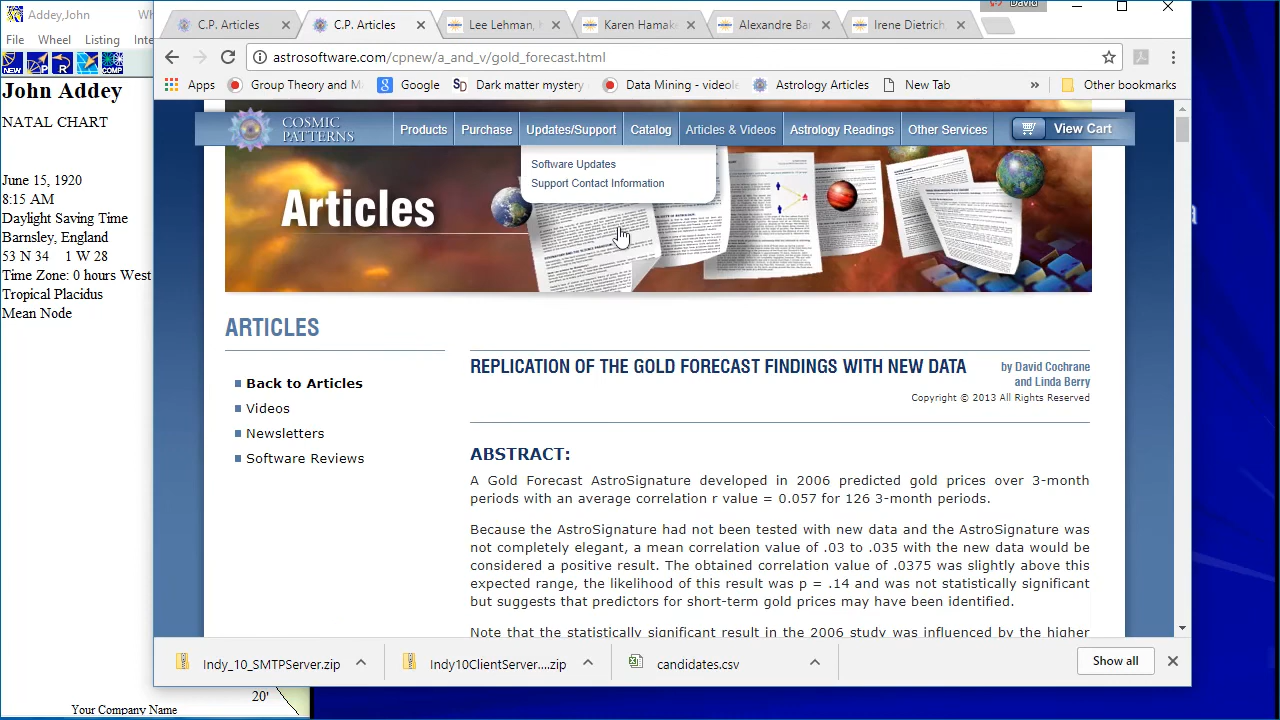 Addey,John
File Wheel Listing
NEW P R COMP
John Addey
NATAL CHART
June 15, 1920
8:15 AM
Daylight Saving Time
Barnsley, England
Time Zone: 0 hours West
Tropical Placidus
Mean Node
20'
Your Company Name
C.P. Articles C.P. Articles Lee Lehman, Karen Hamak Alexandre Bar Irene Dietrich, David
astrosoftware.com/cpnew/a_and_v/gold_forecast.html
Apps Group Theory and M Google Dark matter mystery Data Mining - videol Astrology Articles New Tab » Other bookmarks
COSMIC
PATTERNS
Products Purchase Updates/Support Catalog Articles & Videos Astrology Readings Other Services View Cart
Software Updates
Support Contact Information
Articles
ARTICLES
Back to Articles
Videos
Newsletters
Software Reviews
REPLICATION OF THE GOLD FORECAST FINDINGS WITH NEW DATA
by David Cochrane
and Linda Berry
Copyright © 2013 All Rights Reserved
ABSTRACT:
A Gold Forecast AstroSignature developed in 2006 predicted gold prices over 3-month
periods with an average correlation r value = 0.057 for 126 3-month periods.
Because the AstroSignature had not been tested with new data and the AstroSignature was
not completely elegant, a mean correlation value of .03 to .035 with the new data would be
considered a positive result. The obtained correlation value of .0375 was slightly above this
expected range, the likelihood of this result was p = .14 and was not statistically significant
but suggests that predictors for short-term gold prices may have been identified.
Note that the statistically significant result in the 2006 study was influenced by the higher
Indy_10_SMTPServer.zip Indy10ClientServer....zip candidates.csv Show all